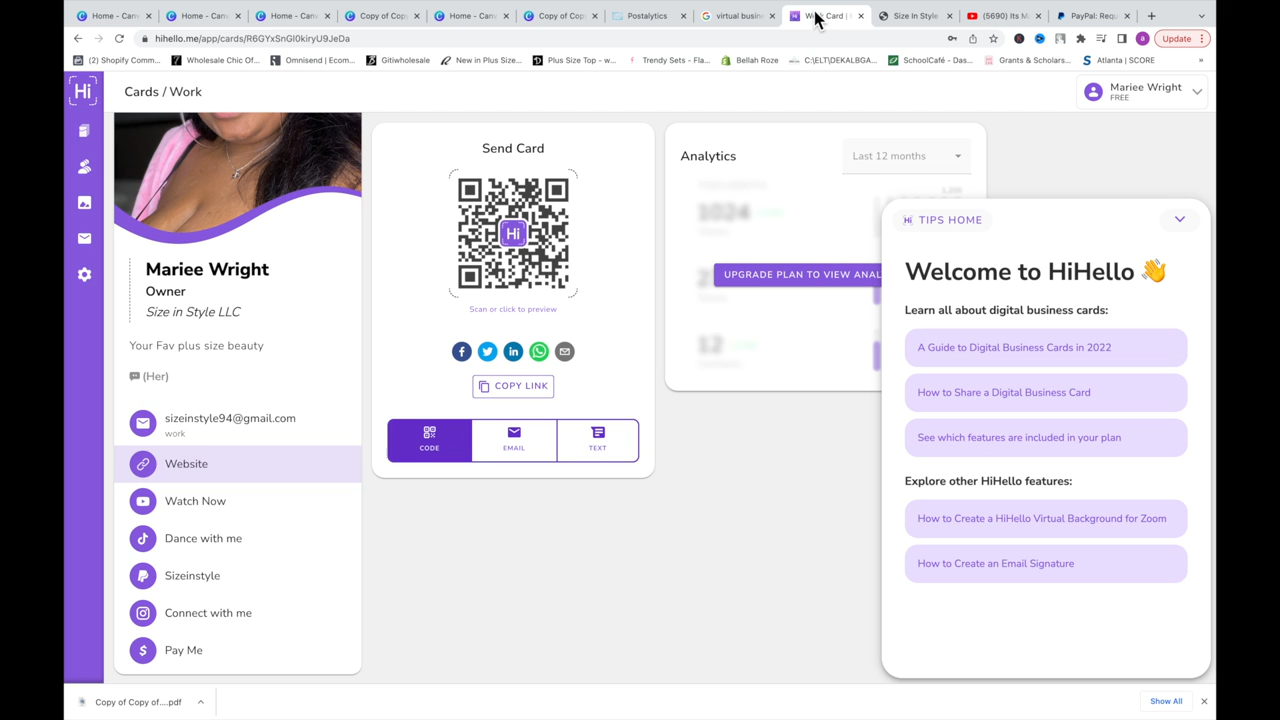 Home - Canv
Home - Canv
Home - Canv
Copy of Copy
Home - Canv
Copy of Copy
Postalytics
virtual busin
Work Card |
Size In Style
(5690) Its M
PayPal: Requ
hihello.me/app/cards/R6GYxSnGl0kiryU9JeDa
Update
(2) Shopify Comm...
Wholesale Chic Of...
Omnisend | Ecom...
Gitiwholesale
New in Plus Size...
Plus Size Top - w...
Trendy Sets - Fla...
Bellah Roze
C:\ELT\DEKALBGA...
SchoolCafé - Das...
Grants & Scholars...
Atlanta | SCORE
»
Hi
Cards / Work
Mariee Wright
FREE
Mariee Wright
Owner
Size in Style LLC
Your Fav plus size beauty
(Her)
sizeinstyle94@gmail.com
work
Website
Watch Now
Dance with me
Sizeinstyle
Connect with me
Pay Me
Send Card
Hi
Scan or click to preview
COPY LINK
CODE
EMAIL
TEXT
Analytics
Last 12 months
1024
UPGRADE PLAN TO VIEW ANAL
12
Hi TIPS HOME
Welcome to HiHello 👋
Learn all about digital business cards:
A Guide to Digital Business Cards in 2022
How to Share a Digital Business Card
See which features are included in your plan
Explore other HiHello features:
How to Create a HiHello Virtual Background for Zoom
How to Create an Email Signature
Copy of Copy of....pdf
Show All